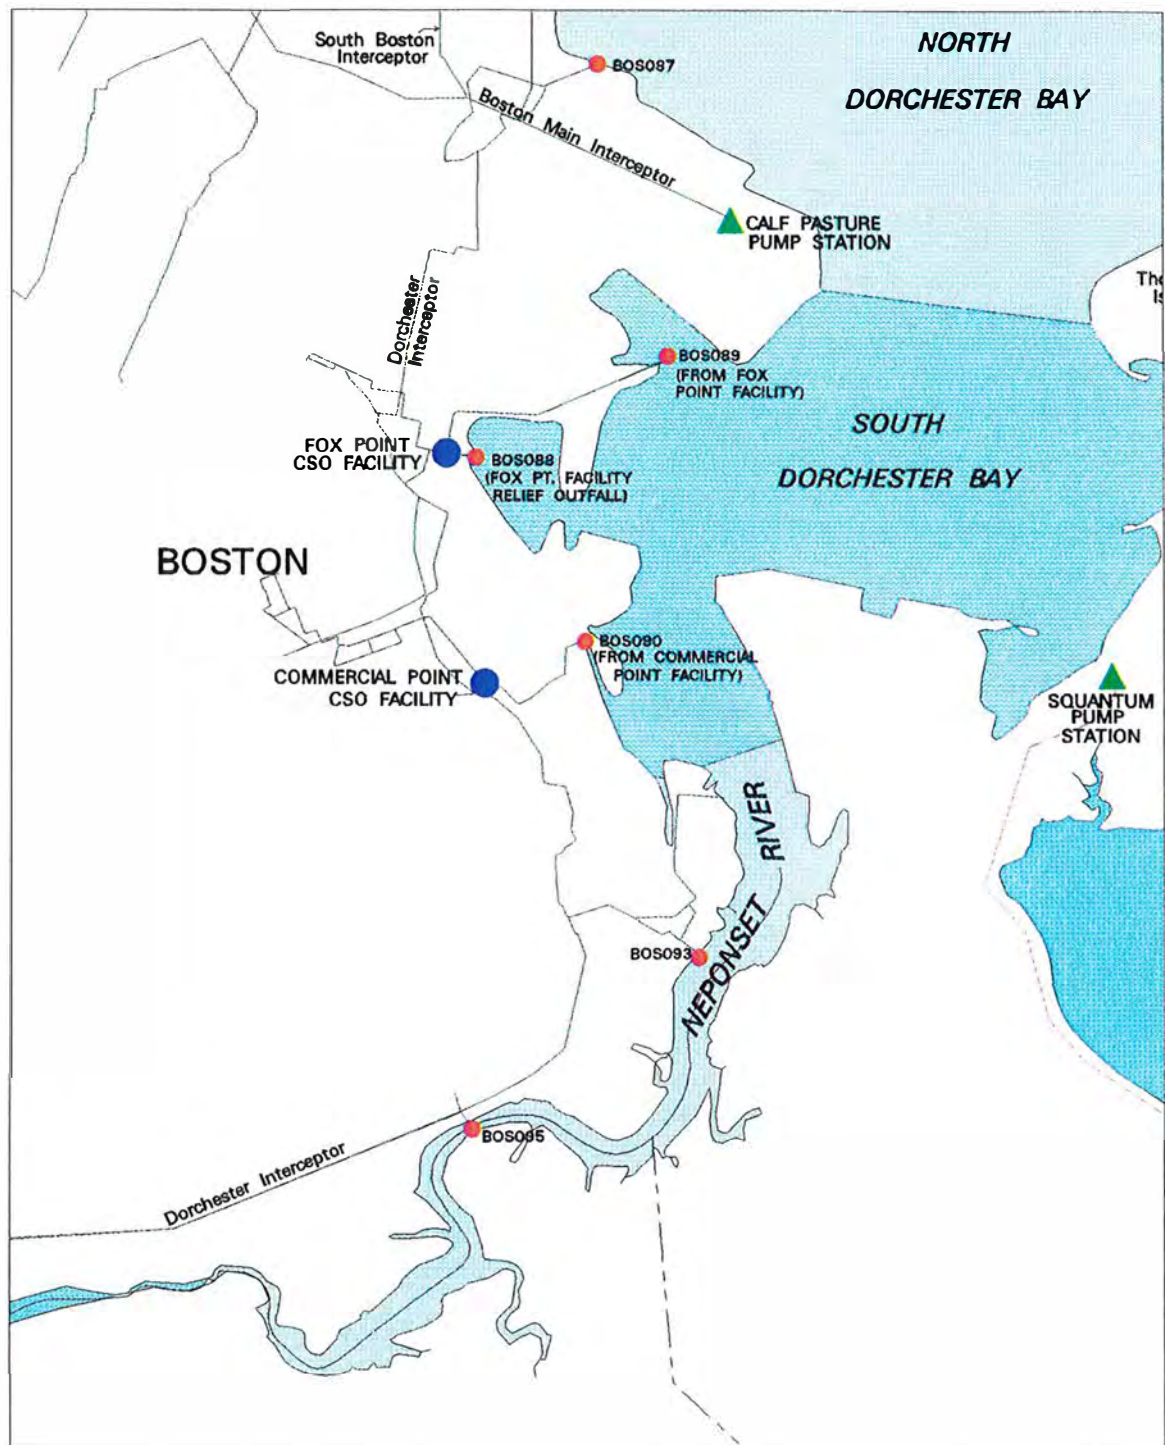 South Boston
Interceptor
BOS087
NORTH
DORCHESTER BAY
Boston Main Interceptor
CALF PASTURE
PUMP STATION
Dorchester
Interceptor
BOS089
(FROM FOX
POINT FACILITY)
SOUTH
DORCHESTER BAY
FOX POINT
CSO FACILITY
BOS088
(FOX PT. FACILITY
RELIEF OUTFALL)
BOSTON
BOS090
(FROM COMMERCIAL
POINT FACILITY)
COMMERCIAL POINT
CSO FACILITY
SQUANTUM
PUMP
STATION
NEPONSET RIVER
BOS093
BOS095
Dorchester Interceptor